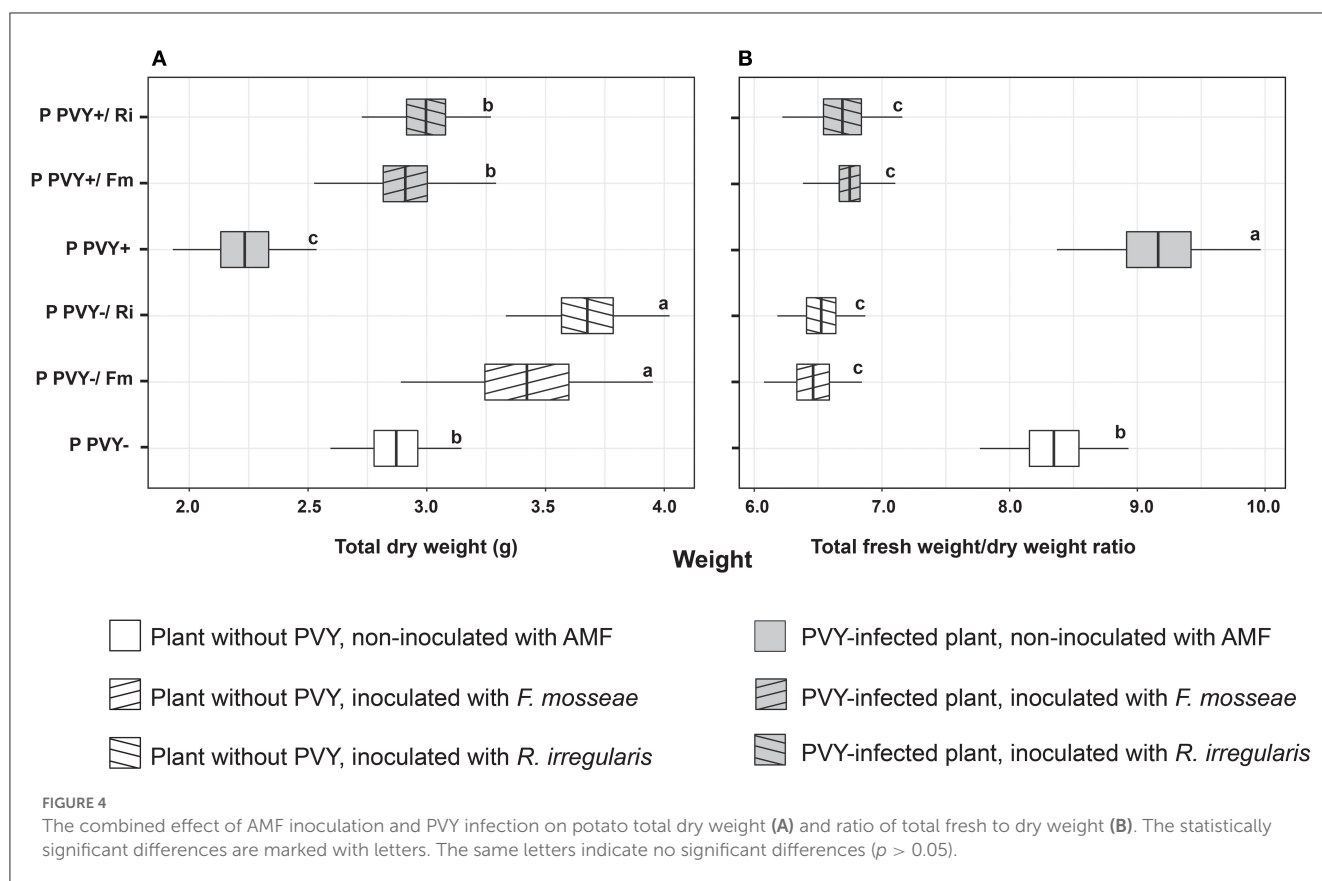 A
B
P PVY+/ Ri
b
c
P PVY+/ Fm
b
c
P PVY+
c
a
P PVY-/ Ri
a
c
P PVY-/ Fm
a
c
P PVY-
b
b
2.0 2.5 3.0 3.5 4.0
6.0 7.0 8.0 9.0 10.0
Total dry weight (g)
Total fresh weight/dry weight ratio
Weight
Plant without PVY, non-inoculated with AMF
Plant without PVY, inoculated with F. mosseae
Plant without PVY, inoculated with R. irregularis
PVY-infected plant, non-inoculated with AMF
PVY-infected plant, inoculated with F. mosseae
PVY-infected plant, inoculated with R. irregularis
FIGURE 4
The combined effect of AMF inoculation and PVY infection on potato total dry weight (A) and ratio of total fresh to dry weight (B). The statistically
significant differences are marked with letters. The same letters indicate no significant differences (p > 0.05).